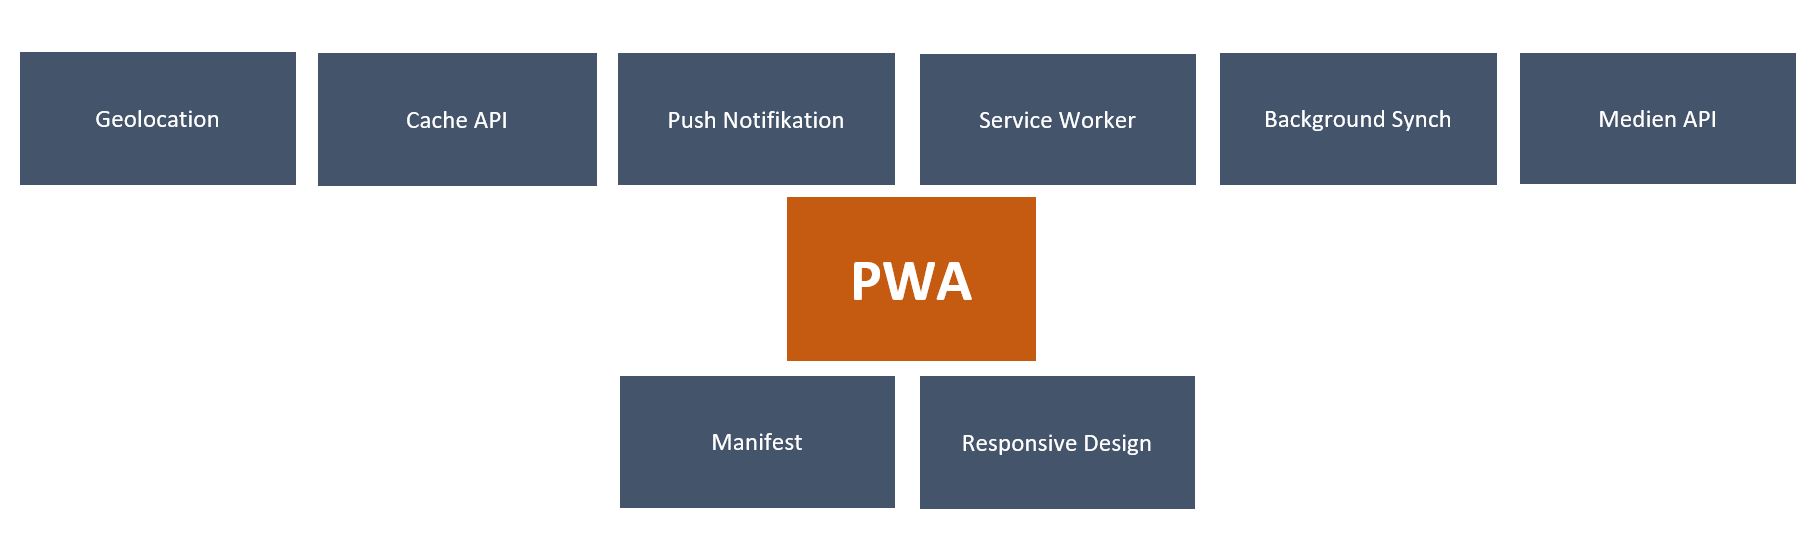 Geolocation
Cache API
Push Notifikation
Service Worker
Background Synch
Medien API
PWA
Manifest
Responsive Design